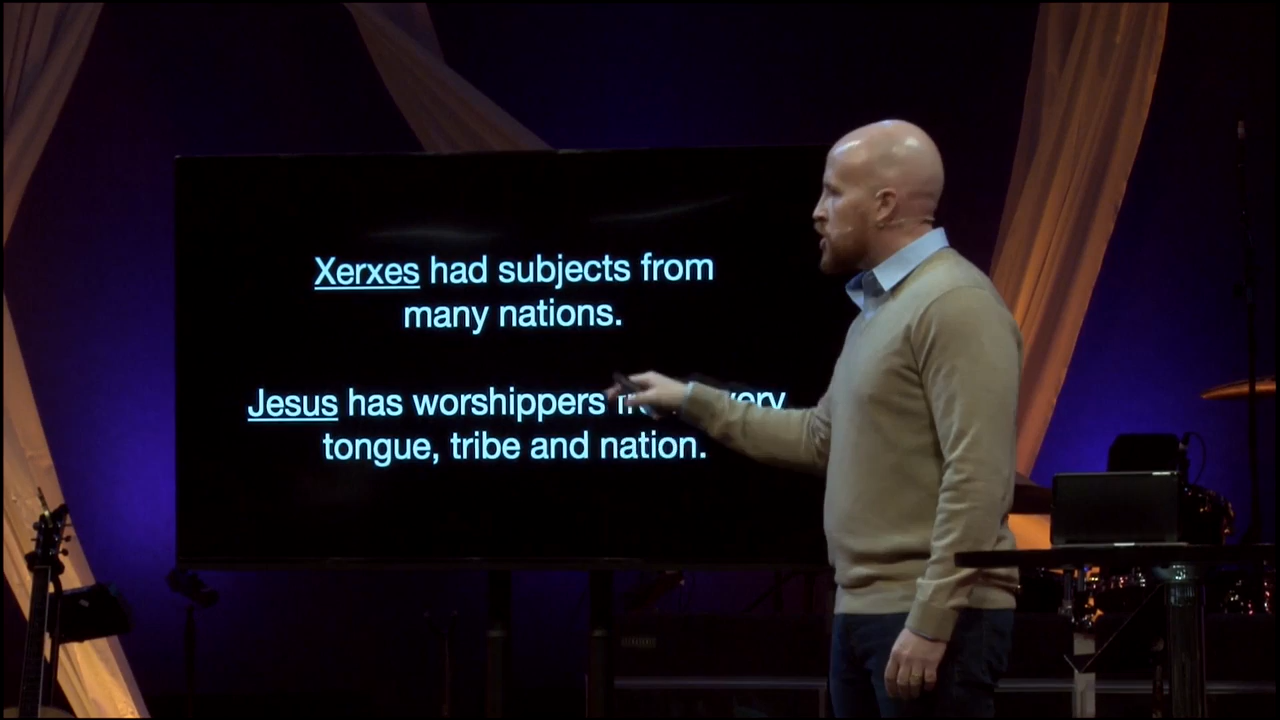 Xerxes had subjects from
many nations.
Jesus has worshippers
tongue, tribe and nation.